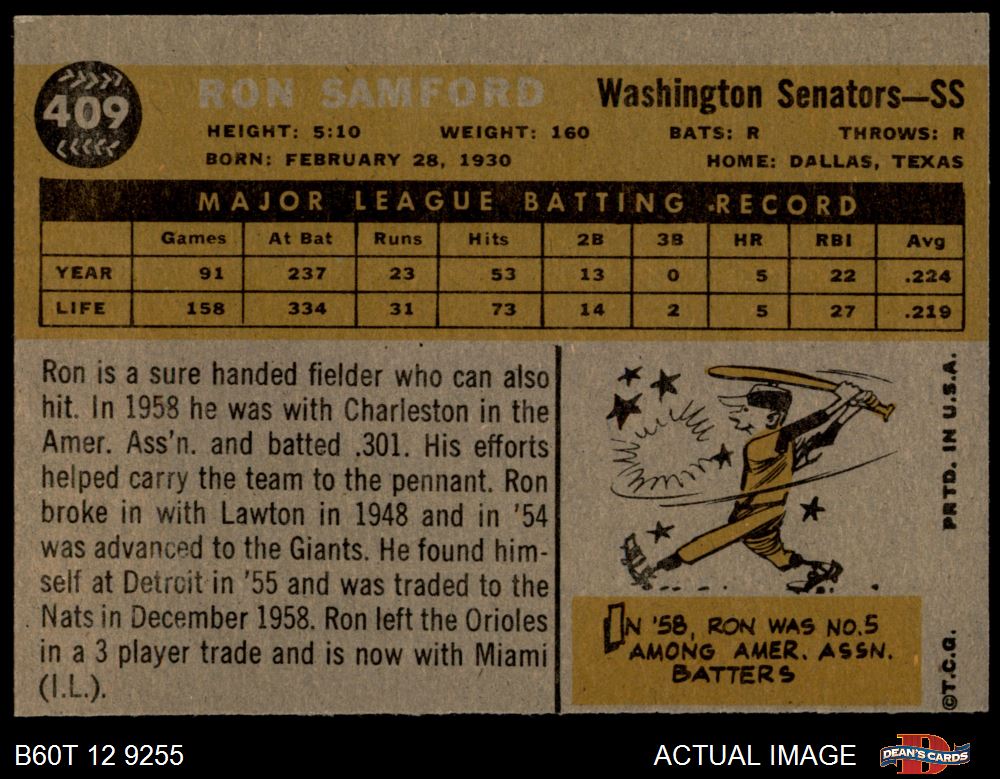 409
RON SAMFORD
Washington Senators—SS
HEIGHT: 5:10 WEIGHT: 160 BATS: R THROWS: R
BORN: FEBRUARY 28, 1930 HOME: DALLAS, TEXAS
MAJOR LEAGUE BATTING RECORD
Games At Bat Runs Hits 2B 3B HR RBI Avg
YEAR 91 237 23 53 13 0 5 22 .224
LIFE 158 334 31 73 14 2 5 27 .219
Ron is a sure handed fielder who can also
hit. In 1958 he was with Charleston in the
Amer. Ass'n. and batted .301. His efforts
helped carry the team to the pennant. Ron
broke in with Lawton in 1948 and in '54
was advanced to the Giants. He found him-
self at Detroit in '55 and was traded to the
Nats in December 1958. Ron left the Orioles
in a 3 player trade and is now with Miami
(I.L.).
IN '58, RON WAS NO.5
AMONG AMER. ASSN.
BATTERS
PRTD. IN U.S.A.
©T.C.G.
B60T 12 9255
ACTUAL IMAGE
DEAN'S CARDS